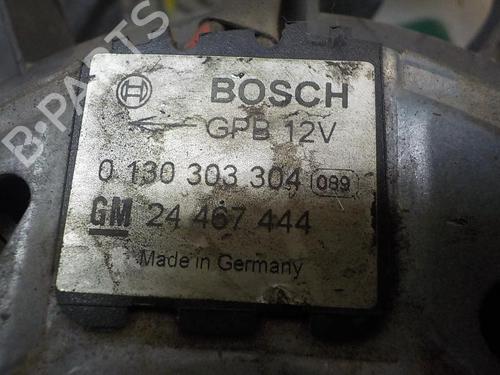 BOSCH
GPB 12V
0 130 303 304 089
GM 24 467 444
Made in Germany
B-PARTS